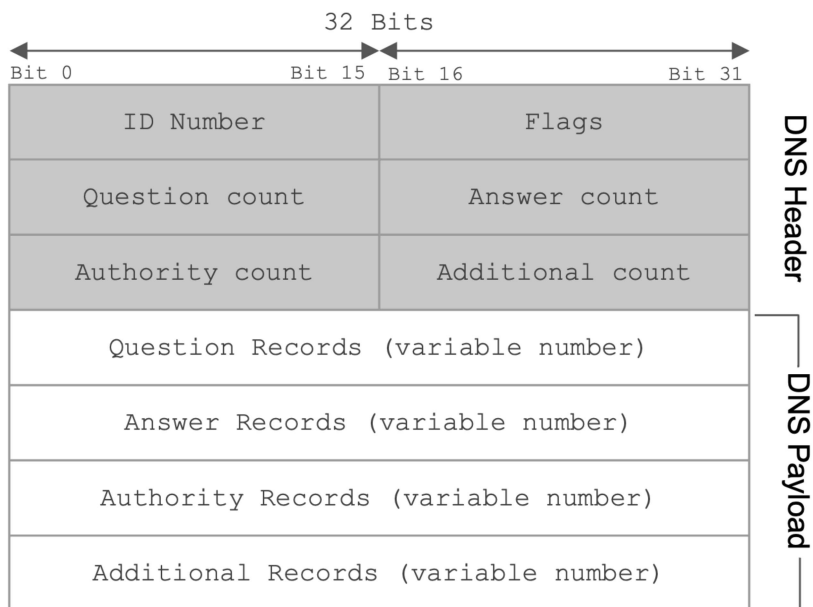 32 Bits
Bit 0 Bit 15 Bit 16 Bit 31
ID Number Flags
Question count Answer count
Authority count Additional count
DNS Header
Question Records (variable number)
Answer Records (variable number)
Authority Records (variable number)
Additional Records (variable number)
DNS Payload